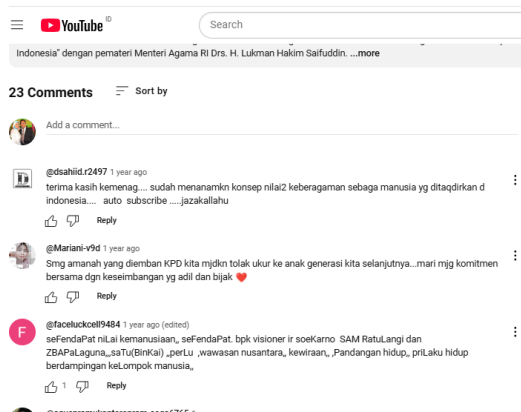 YouTube ID
Search
Indonesia" dengan pemateri Menteri Agama RI Drs. H. Lukman Hakim Saifuddin. ...more
23 Comments
Sort by
Add a comment...
@dsahiid.r2497 1 year ago
terima kasih kemenag.... sudah menanamkn konsep nilai2 keberagaman sebaga manusia yg ditaqdirkan d
indonesia.... auto subscribe .....jazakallahu
Reply
@Mariani-v9d 1 year ago
Smg amanah yang diemban KPD kita mjdkn tolak ukur ke anak generasi kita selanjutnya...mari mjg komitmen
bersama dgn keseimbangan yg adil dan bijak ❤️
Reply
F
@faceluckcell9484 1 year ago (edited)
seFendaPat niLai kemanusiaan,, seFendaPat. bpk visioner ir soeKarno SAM RatuLangi dan
ZBAPaLaguna,,,saTu(BinKai) ,,perLu ,wawasan nusantara,, kewiraan,, ,Pandangan hidup,, priLaku hidup
berdampingan keLompok manusia,,
1
Reply